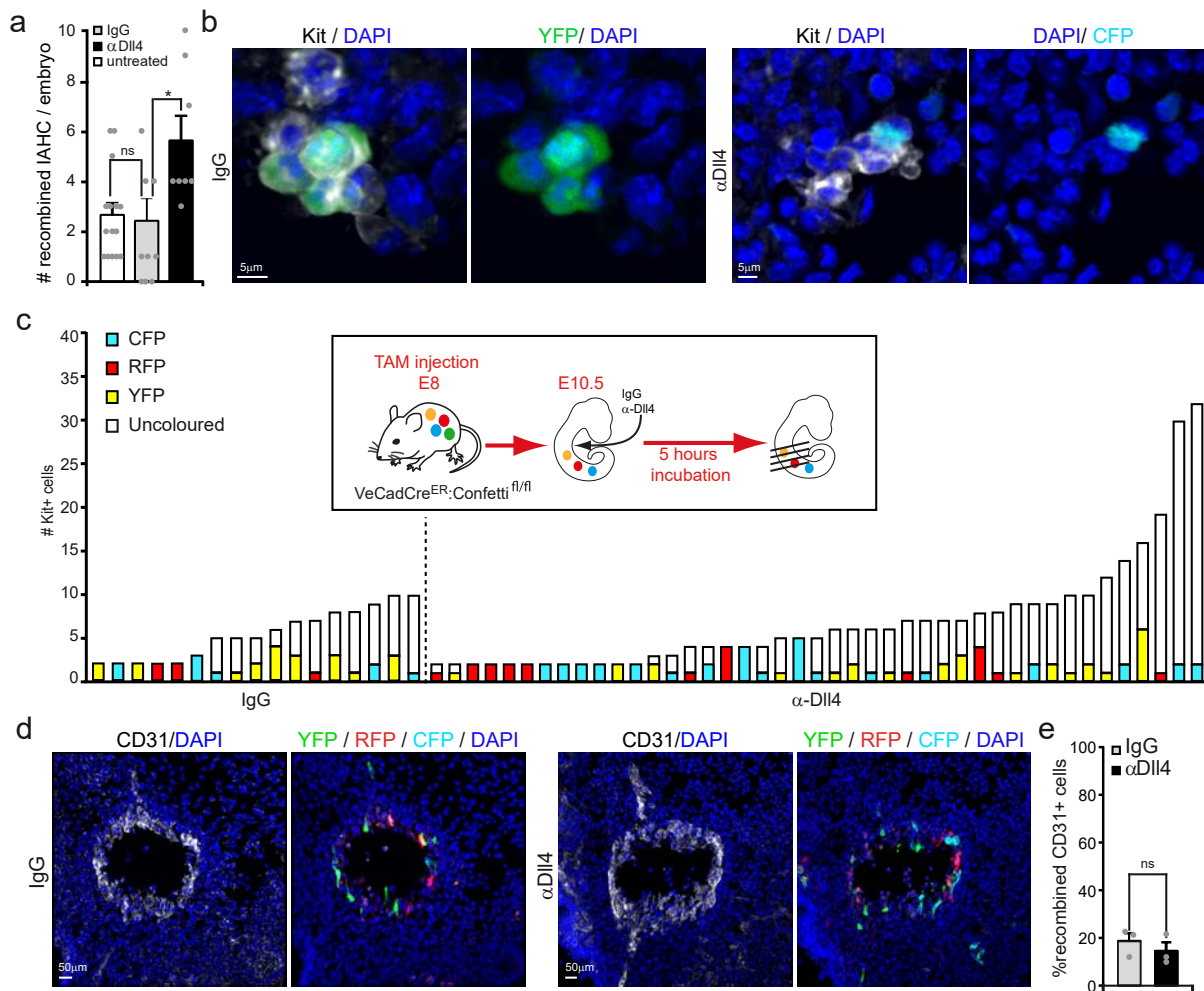 a
# recombined IAHC / embryo
10
8
6
4
2
0
IgG
αDll4
untreated
ns
*
b
Kit / DAPI
YFP/ DAPI
Kit / DAPI
DAPI/ CFP
IgG
αDll4
5μm
5μm
c
# Kit+ cells
40
35
30
25
20
15
10
5
0
CFP
RFP
YFP
Uncoloured
TAM injection
E8
E10.5
IgG
α-Dll4
5 hours
incubation
VeCadCreER:Confettifl/fl
IgG
α-Dll4
d
CD31/DAPI
YFP / RFP / CFP / DAPI
CD31/DAPI
YFP / RFP / CFP / DAPI
IgG
αDll4
50μm
50μm
e
%recombined CD31+ cells
100
80
60
40
20
0
IgG
αDll4
ns